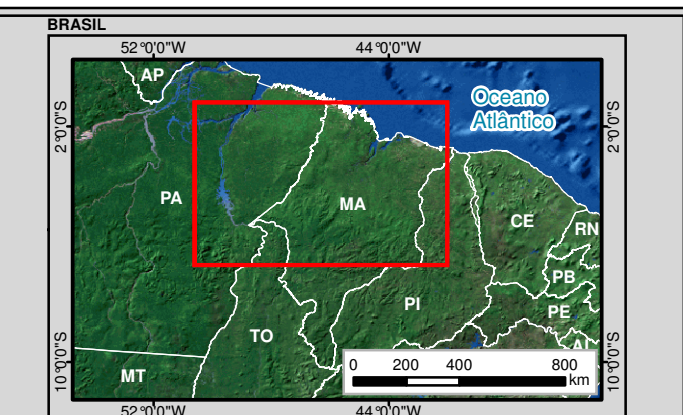 BRASIL
52°0'0"W 44°0'0"W
AP
Oceano
Atlântico
2°0'0"S 2°0'0"S
PA MA CE
RN
PB
PI PE
TO AL
MT
10°0'0"S 10°0'0"S
0 200 400 800
km
52°0'0"W 44°0'0"W